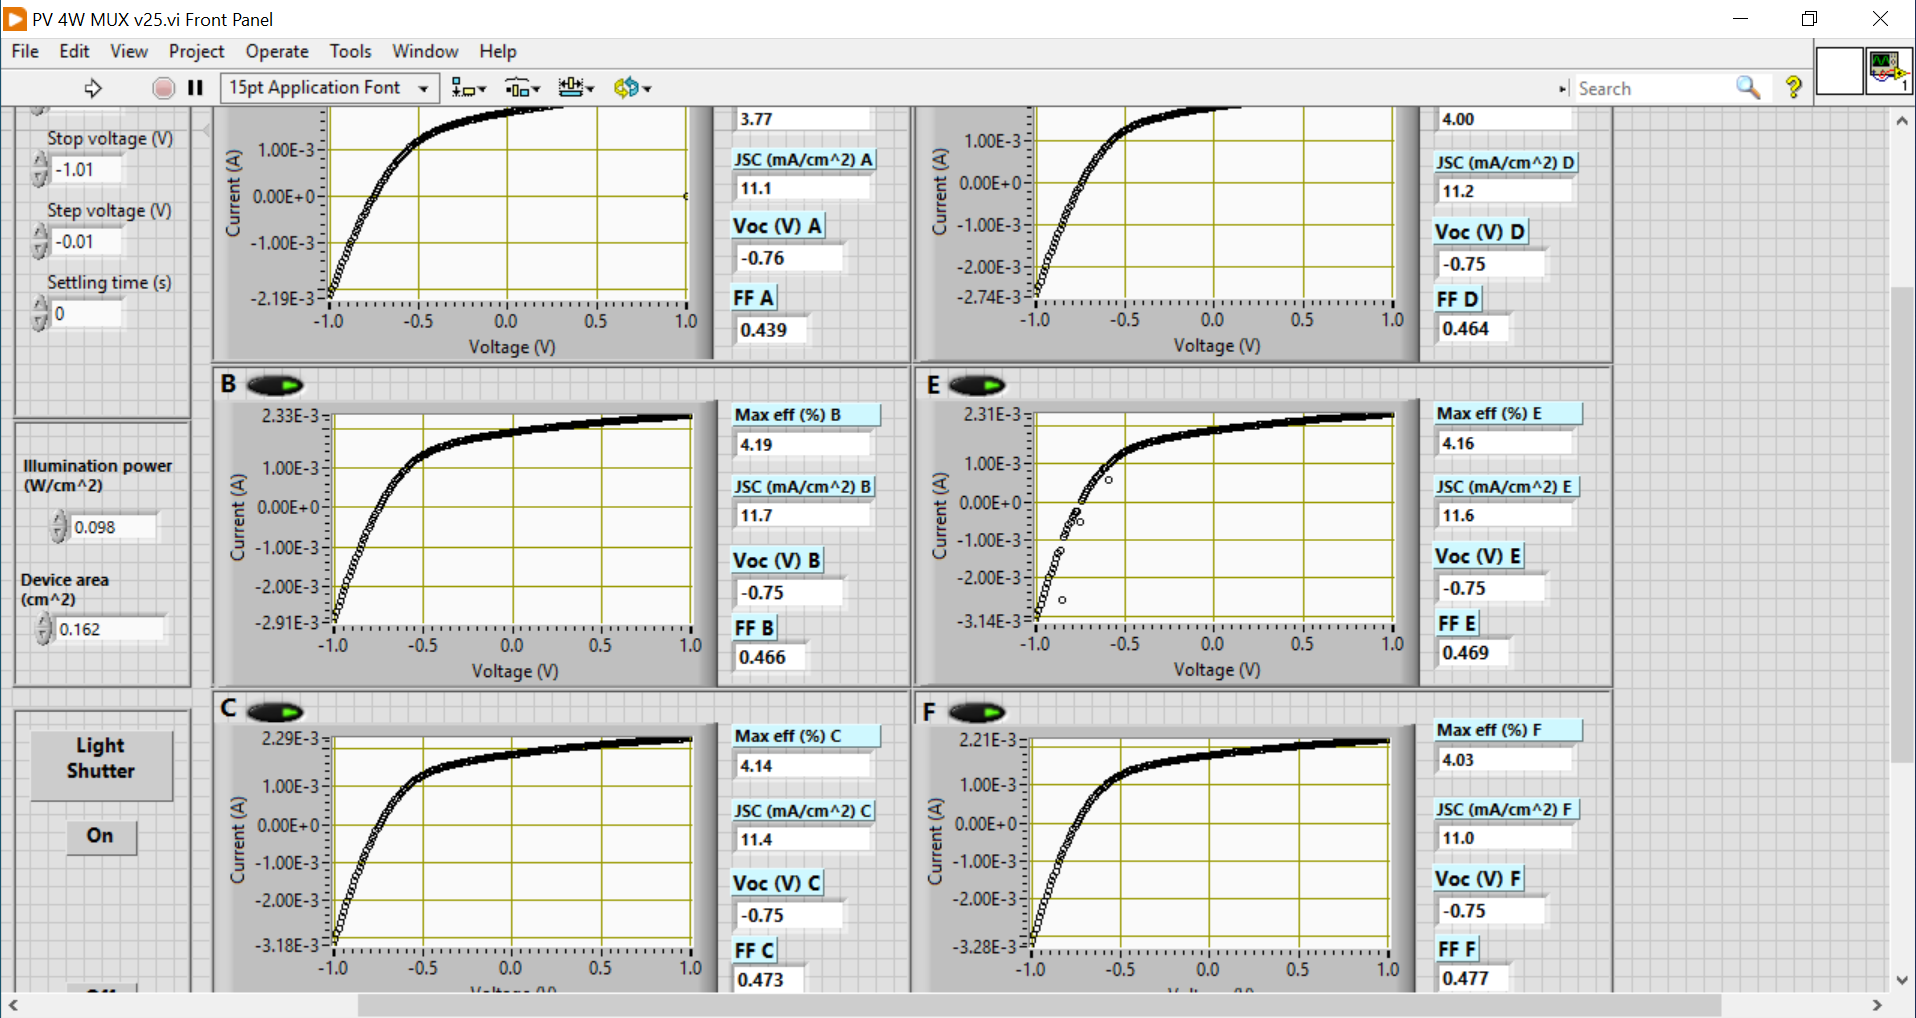 PV 4W MUX v25.vi Front Panel
File Edit View Project Operate Tools Window Help
15pt Application Font
Search
1
Stop voltage (V)
-1.01
Step voltage (V)
-0.01
Settling time (s)
0
Illumination power
(W/cm^2)
0.098
Device area
(cm^2)
0.162
Light
Shutter
On
Current (A)
1.00E-3
0.00E+0
-1.00E-3
-2.19E-3
-1.0 -0.5 0.0 0.5 1.0
Voltage (V)
3.77
JSC (mA/cm^2) A
11.1
Voc (V) A
-0.76
FF A
0.439
Current (A)
1.00E-3
0.00E+0
-1.00E-3
-2.00E-3
-2.74E-3
-1.0 -0.5 0.0 0.5 1.0
Voltage (V)
4.00
JSC (mA/cm^2) D
11.2
Voc (V) D
-0.75
FF D
0.464
B
Current (A)
2.33E-3
1.00E-3
0.00E+0
-1.00E-3
-2.00E-3
-2.91E-3
-1.0 -0.5 0.0 0.5 1.0
Voltage (V)
Max eff (%) B
4.19
JSC (mA/cm^2) B
11.7
Voc (V) B
-0.75
FF B
0.466
E
Current (A)
2.31E-3
1.00E-3
0.00E+0
-1.00E-3
-2.00E-3
-3.14E-3
-1.0 -0.5 0.0 0.5 1.0
Voltage (V)
Max eff (%) E
4.16
JSC (mA/cm^2) E
11.6
Voc (V) E
-0.75
FF E
0.469
C
Current (A)
2.29E-3
1.00E-3
0.00E+0
-1.00E-3
-2.00E-3
-3.18E-3
-1.0 -0.5 0.0 0.5 1.0
Max eff (%) C
4.14
JSC (mA/cm^2) C
11.4
Voc (V) C
-0.75
FF C
0.473
F
Current (A)
2.21E-3
1.00E-3
0.00E+0
-1.00E-3
-2.00E-3
-3.28E-3
-1.0 -0.5 0.0 0.5 1.0
Max eff (%) F
4.03
JSC (mA/cm^2) F
11.0
Voc (V) F
-0.75
FF F
0.477